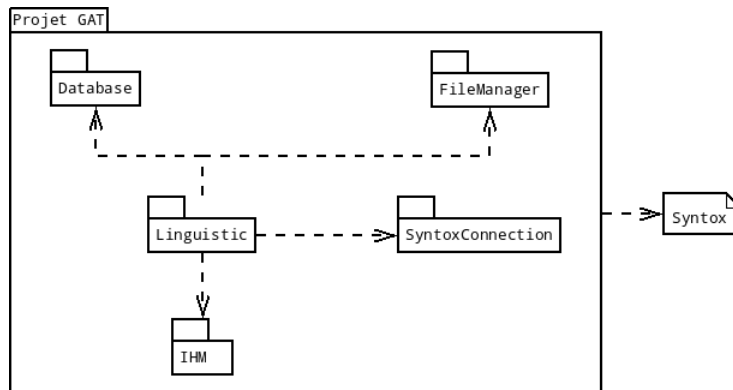 Projet GAT
Database
FileManager
Linguistic
SyntoxConnection
Syntox
IHM